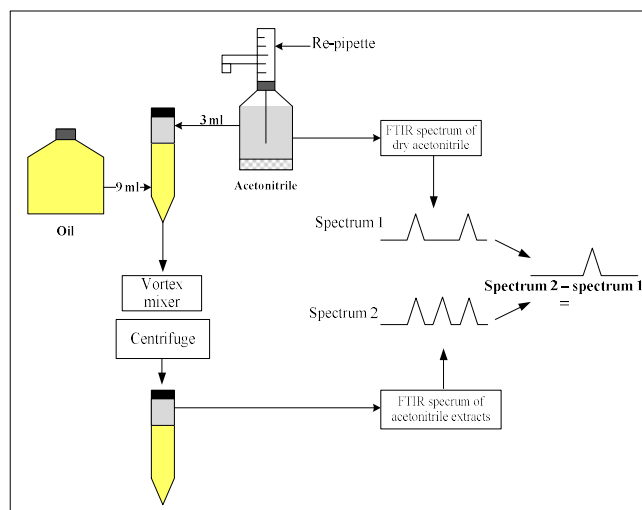 Re-pipette
3 ml
FTIR spectrum of
dry acetonitrile
9 ml
Acetonitrile
Oil
Spectrum 1
Vortex
mixer
Spectrum 2 – spectrum 1
=
Spectrum 2
Centrifuge
FTIR specrum of
acetonitrile extracts